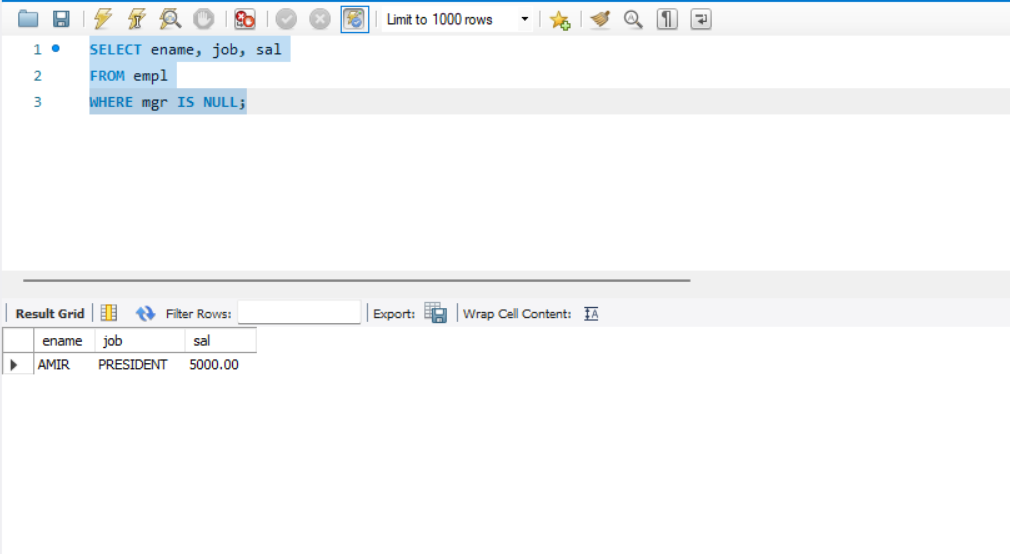 Limit to 1000 rows
1 SELECT ename, job, sal
2 FROM empl
3 WHERE mgr IS NULL;
Result Grid Filter Rows: Export: Wrap Cell Content: IA
ename job sal
AMIR PRESIDENT 5000.00